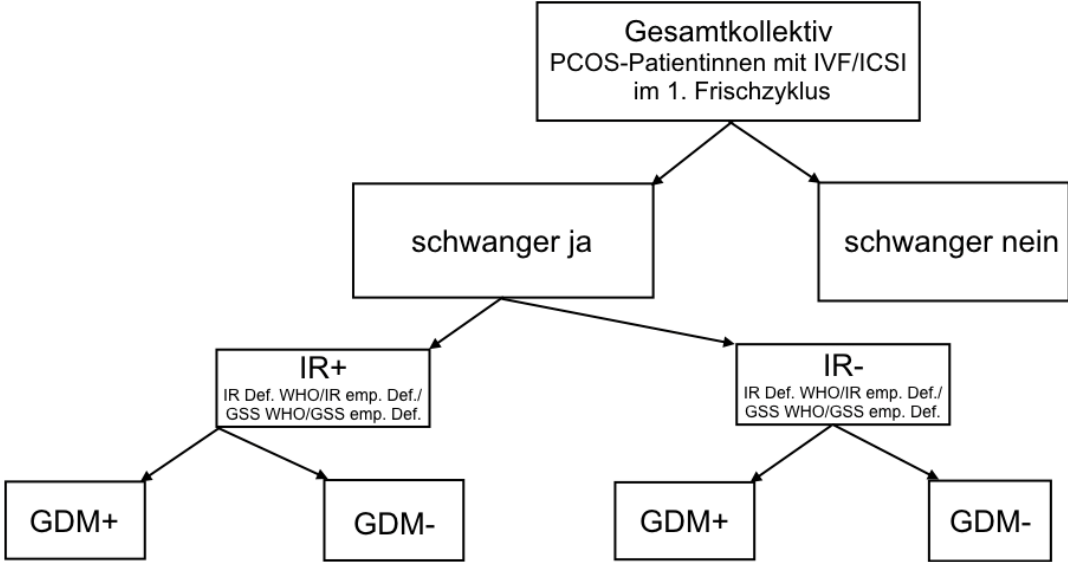 Gesamtkollektiv
PCOS-Patientinnen mit IVF/ICSI
im 1. Frischzyklus
schwanger ja
schwanger nein
IR+
IR Def. WHO/IR emp. Def./
GSS WHO/GSS emp. Def.
IR-
IR Def. WHO/IR emp. Def./
GSS WHO/GSS emp. Def.
GDM+
GDM-
GDM+
GDM-